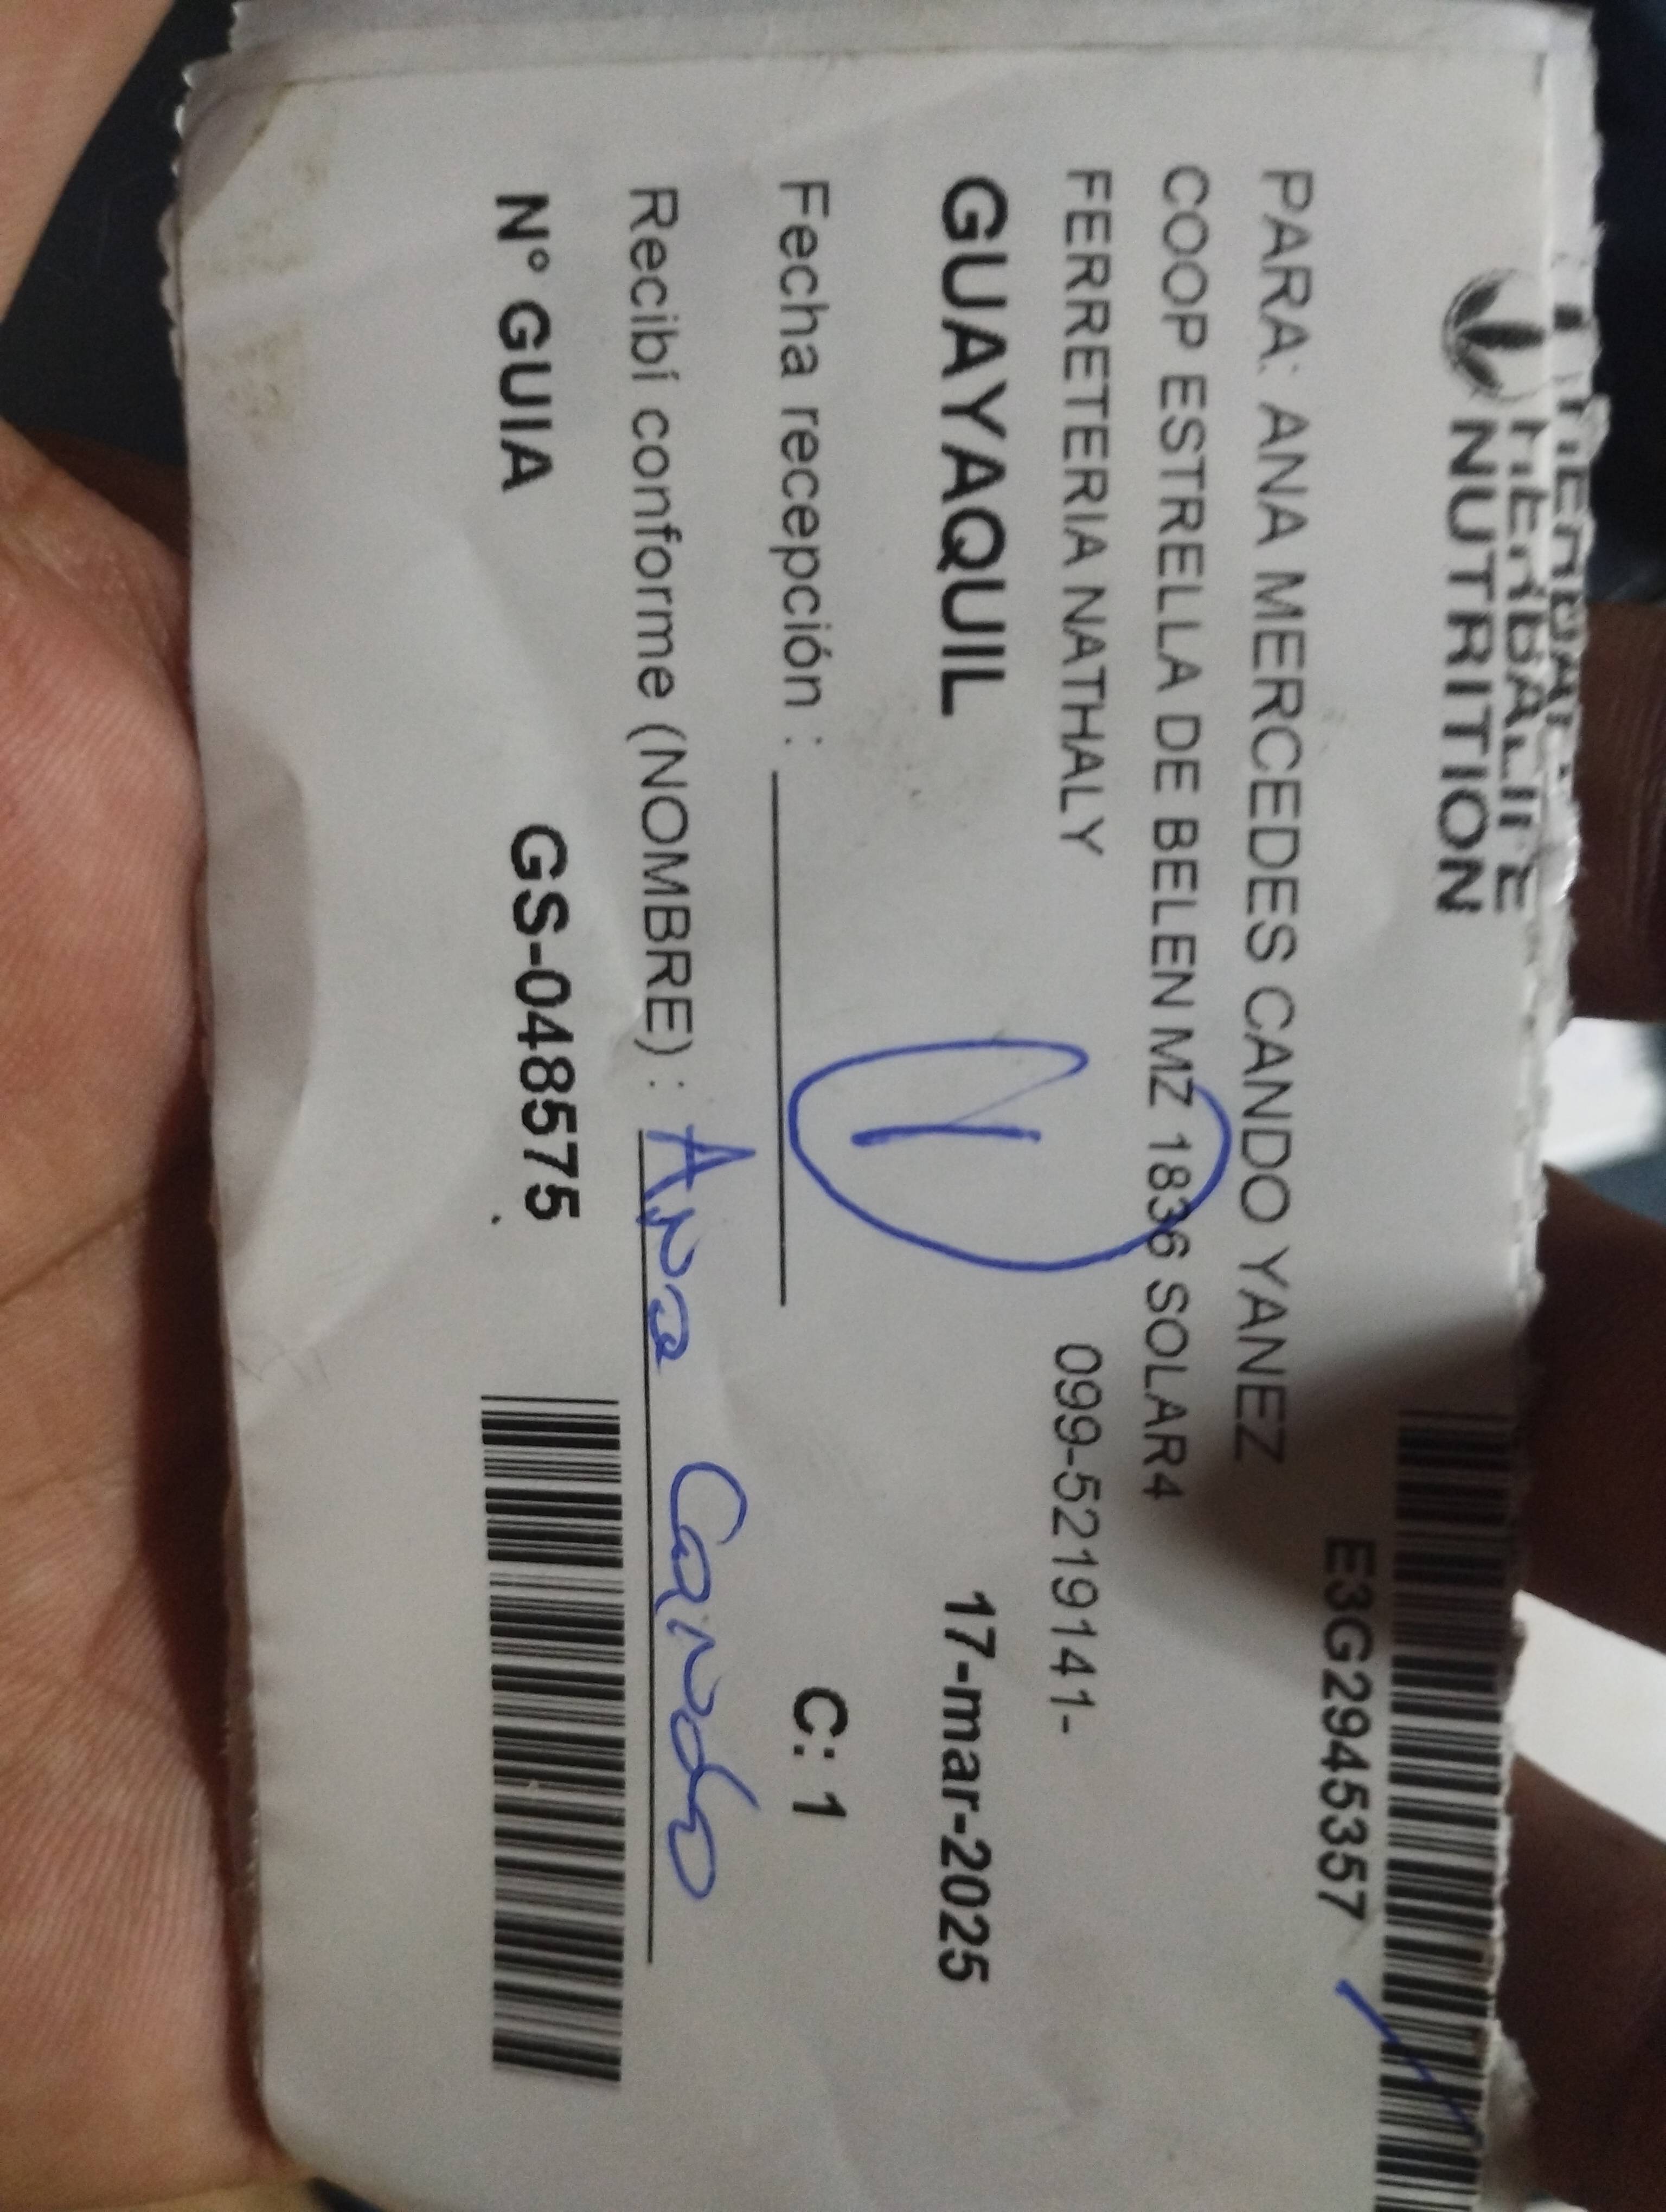 HERBALIFE
NUTRITION
E3G2945357
PARA: ANA MERCEDES CANDO YANEZ
COOP ESTRELLA DE BELEN MZ 1836 SOLAR4
FERRETERIA NATHALY 099-5219141-
GUAYAQUIL 17-mar-2025
1
Fecha recepción : C: 1
Recibí conforme (NOMBRE) : Ana Cando
N° GUIA GS-048575